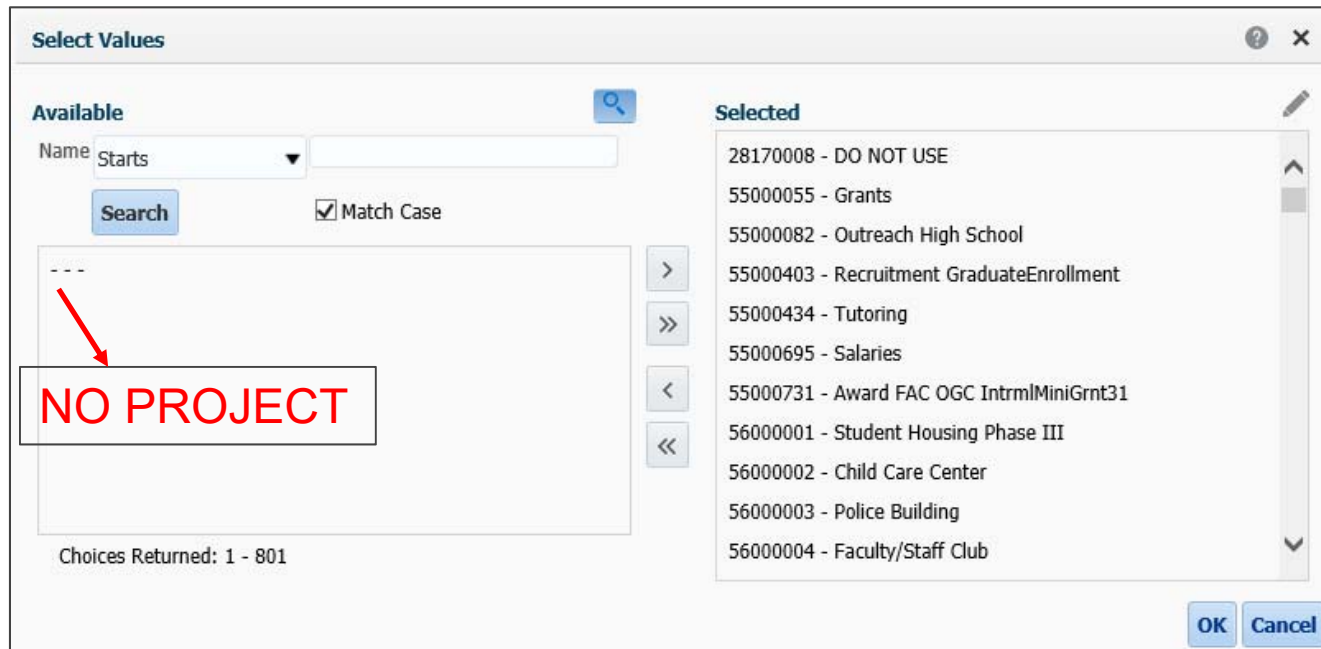 Select Values
Available
Name Starts
Search
Match Case
- - -
NO PROJECT
Choices Returned: 1 - 801
Selected
28170008 - DO NOT USE
55000055 - Grants
55000082 - Outreach High School
55000403 - Recruitment GraduateEnrollment
55000434 - Tutoring
55000695 - Salaries
55000731 - Award FAC OGC IntrmlMiniGrnt31
56000001 - Student Housing Phase III
56000002 - Child Care Center
56000003 - Police Building
56000004 - Faculty/Staff Club
OK Cancel